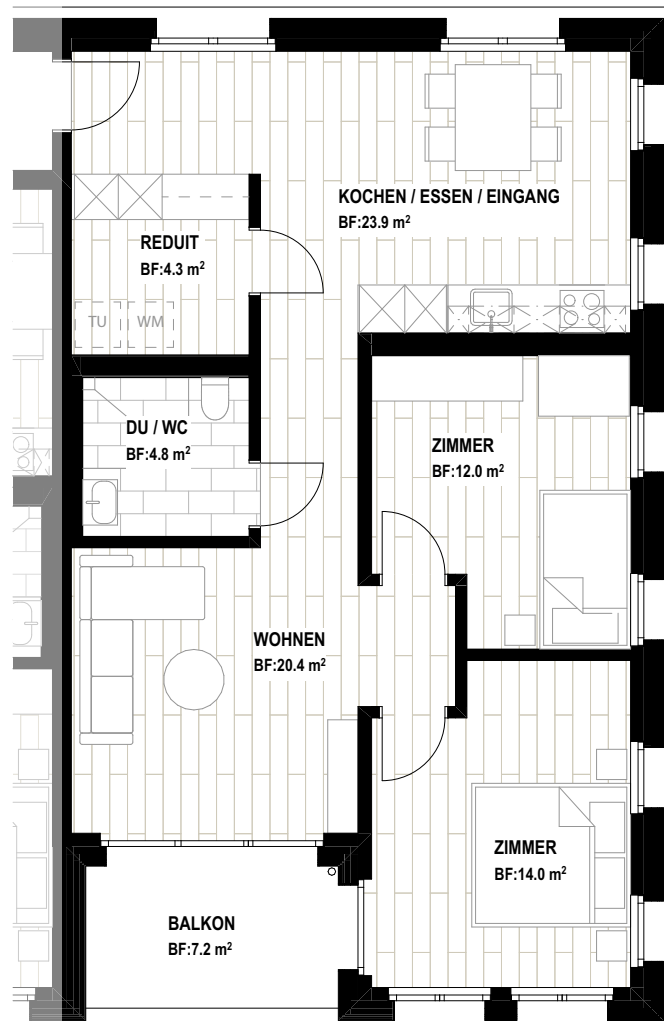 KOCHEN / ESSEN / EINGANG
BF:23.9 m²
REDUIT
BF:4.3 m²
TU
WM
DU / WC
BF:4.8 m²
ZIMMER
BF:12.0 m²
WOHNEN
BF:20.4 m²
ZIMMER
BF:14.0 m²
BALKON
BF:7.2 m²